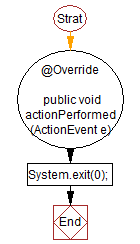 Strat
@Override
public void
actionPerformed
(ActionEvent e)
System.exit(0);
End